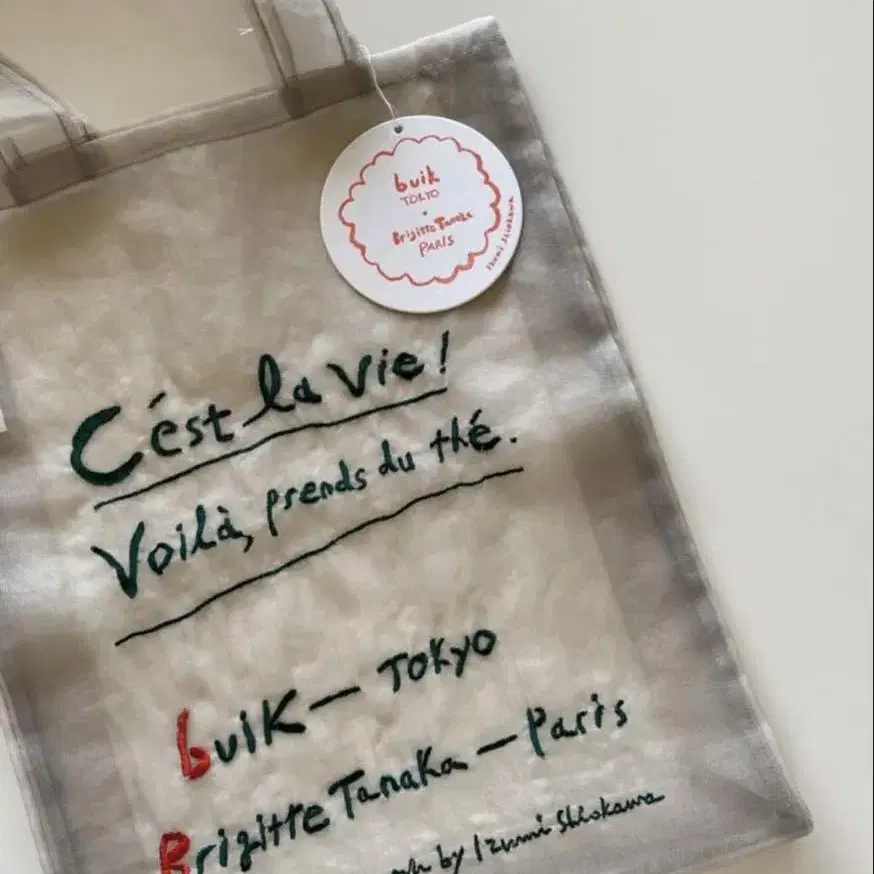 buik
TOKYO
•
Brigitte Tanaka
PARIS
Izumi Shiokawa
C'est la vie!
Voilà, prends du thé.
buik — TOKYO
Brigitte Tanaka — Paris
by Izumi Shiokawa